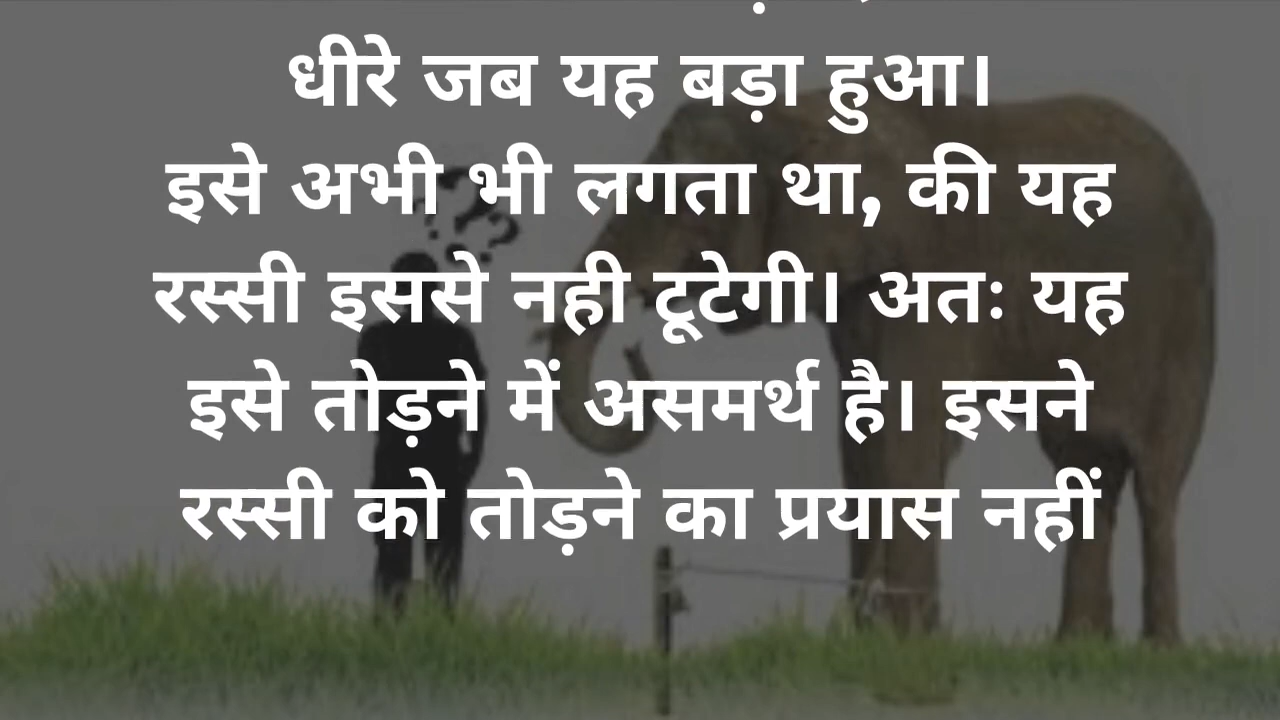 धीरे जब यह बड़ा हुआ।
इसे अभी भी लगता था, की यह
रस्सी इससे नही टूटेगी। अतः यह
इसे तोड़ने में असमर्थ है। इसने
रस्सी को तोड़ने का प्रयास नहीं